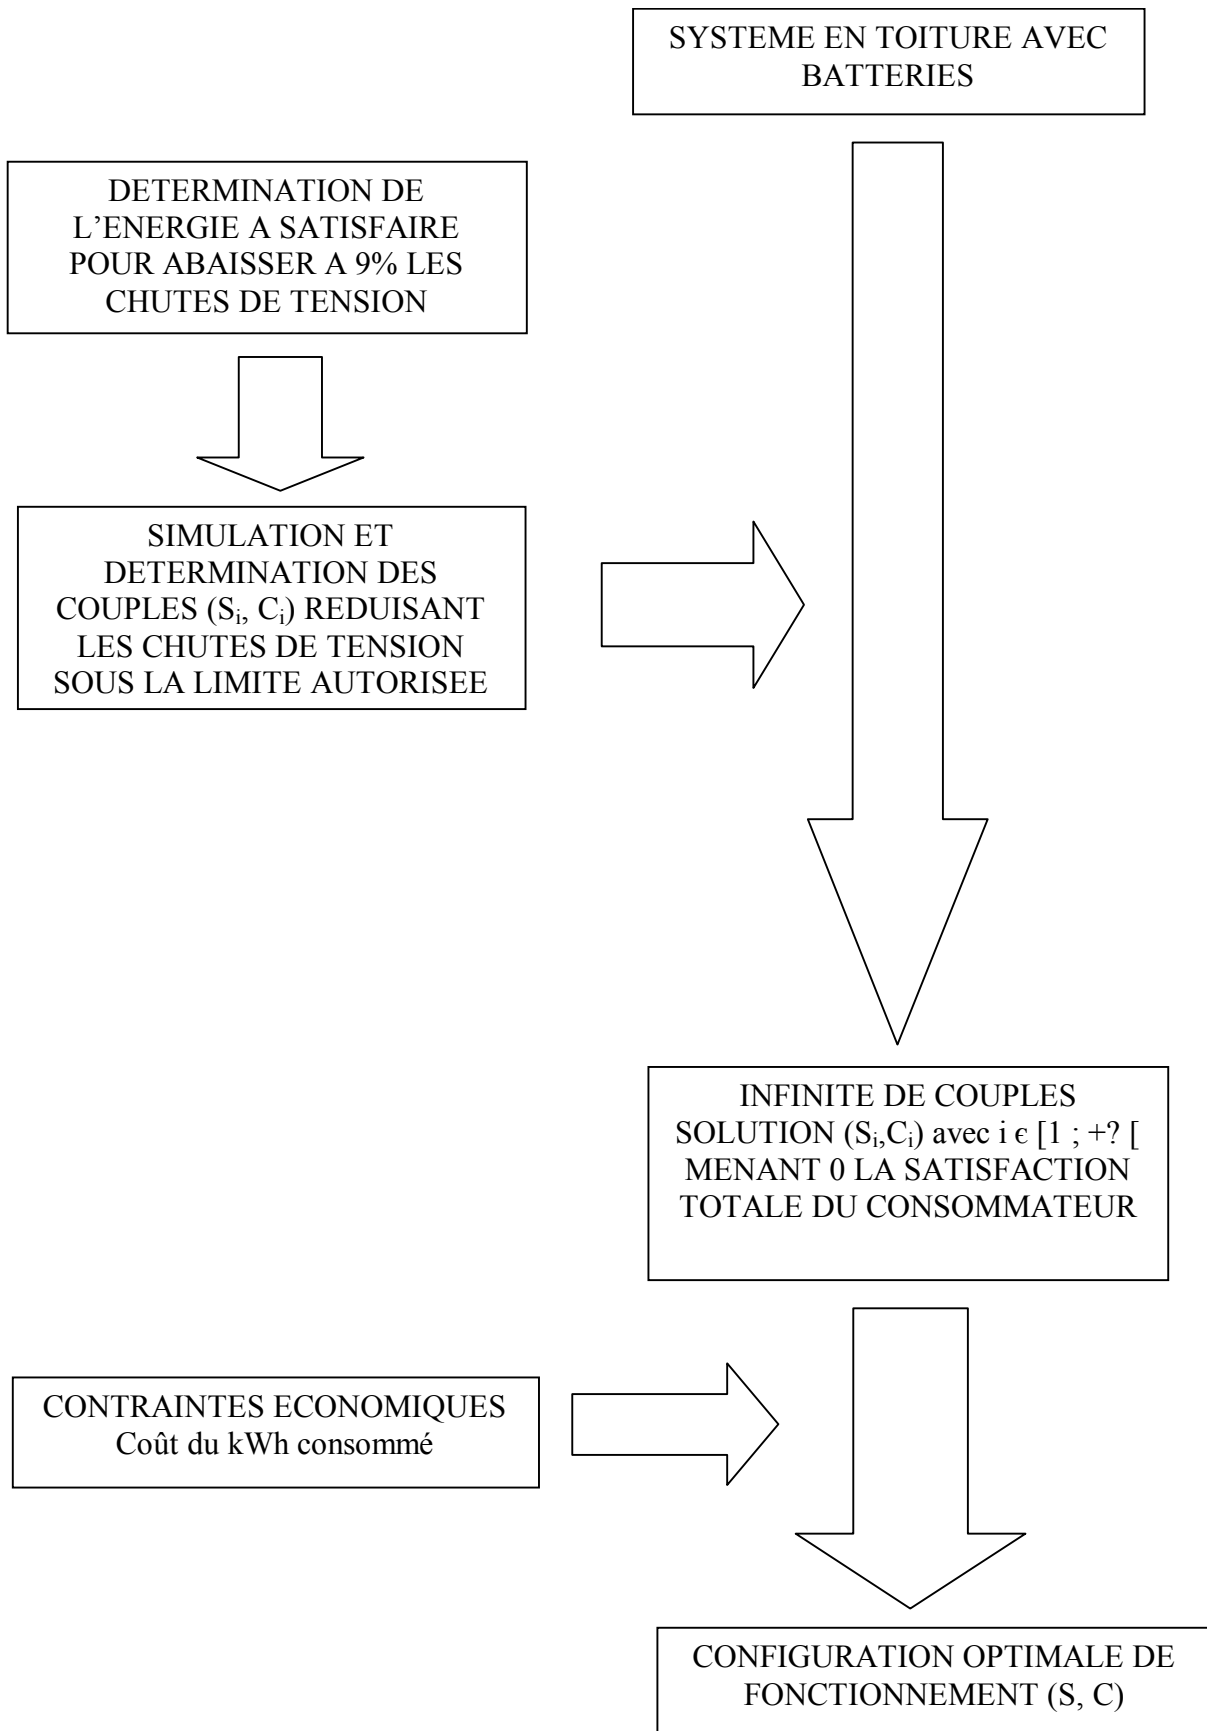 SYSTEME EN TOITURE AVEC
BATTERIES
DETERMINATION DE
L’ENERGIE A SATISFAIRE
POUR ABAISSER A 9% LES
CHUTES DE TENSION
SIMULATION ET
DETERMINATION DES
COUPLES (Sᵢ, Cᵢ) REDUISANT
LES CHUTES DE TENSION
SOUS LA LIMITE AUTORISEE
INFINITE DE COUPLES
SOLUTION (Sᵢ,Cᵢ) avec i є [1 ; +? [
MENANT 0 LA SATISFACTION
TOTALE DU CONSOMMATEUR
CONTRAINTES ECONOMIQUES
Coût du kWh consommé
CONFIGURATION OPTIMALE DE
FONCTIONNEMENT (S, C)